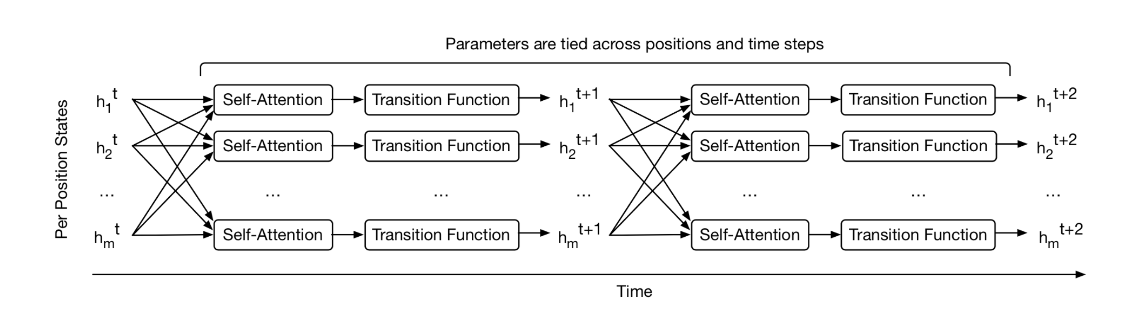 Parameters are tied across positions and time steps
Per Position States
h₁ᵗ Self-Attention Transition Function h₁ᵗ⁺¹ Self-Attention Transition Function h₁ᵗ⁺²
h₂ᵗ Self-Attention Transition Function h₂ᵗ⁺¹ Self-Attention Transition Function h₂ᵗ⁺²
... ... ... ... ... ... ...
hₘᵗ Self-Attention Transition Function hₘᵗ⁺¹ Self-Attention Transition Function hₘᵗ⁺²
Time